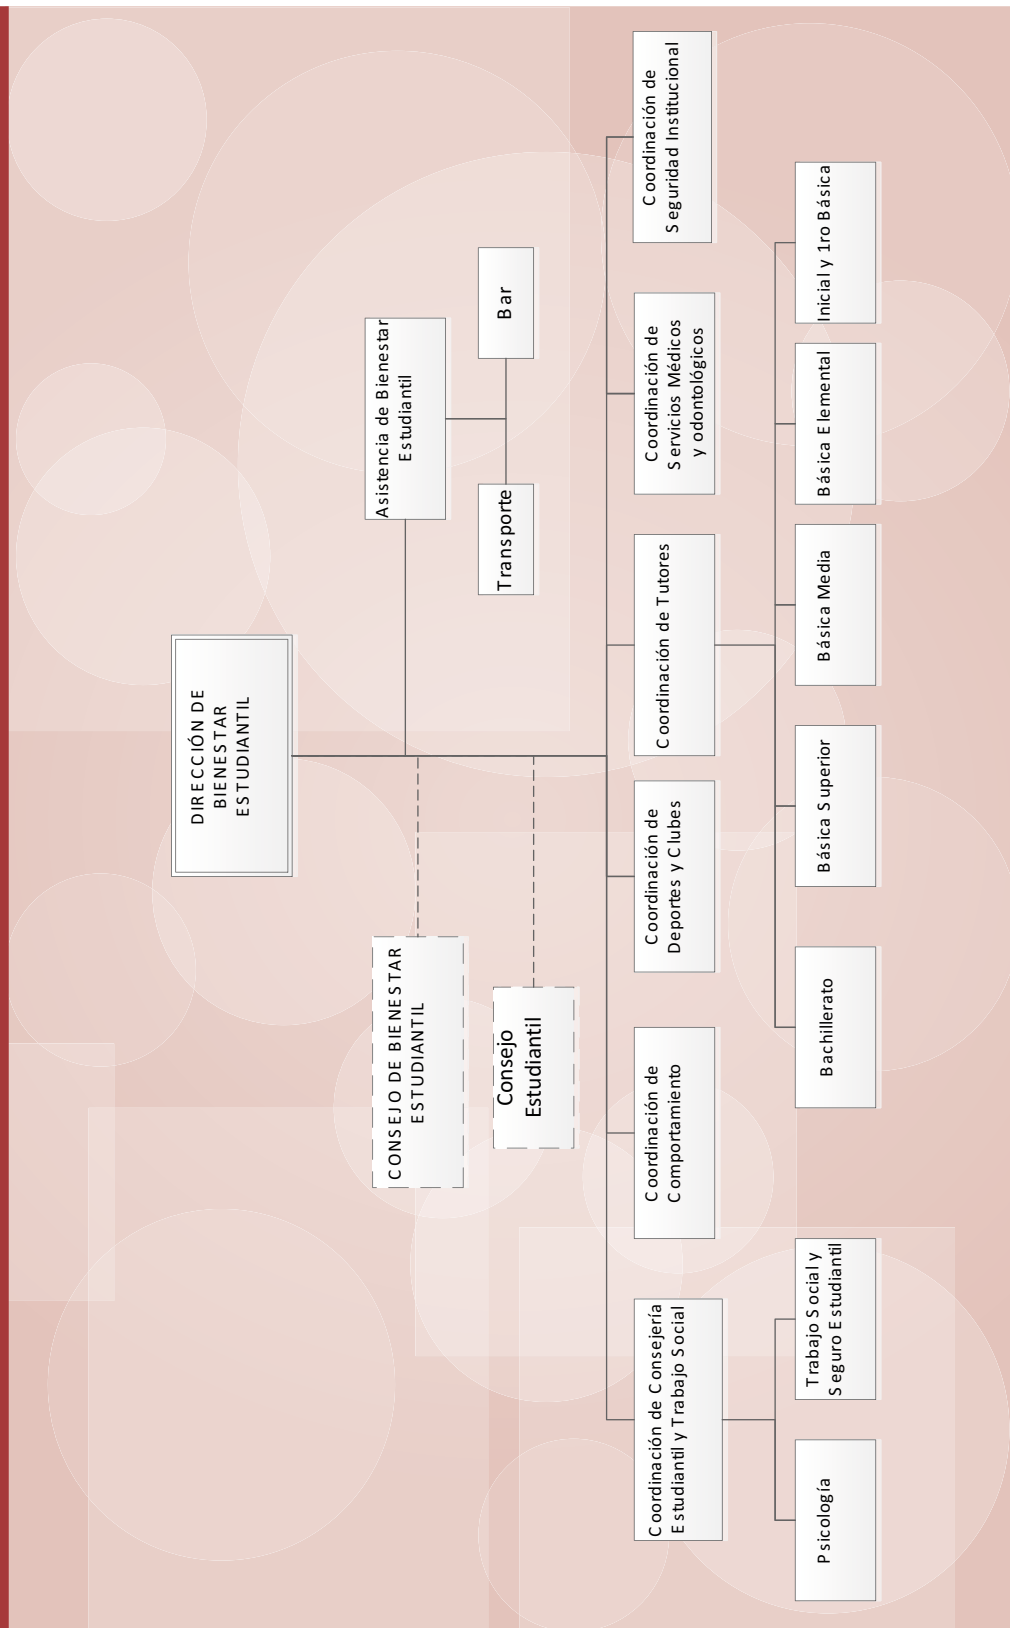 DIRECCIÓN DE
BIENESTAR
ESTUDIANTIL
Asistencia de Bienestar
Estudiantil
CONSEJO DE BIENESTAR
ESTUDIANTIL
Transporte
Bar
Consejo
Estudiantil
Coordinación de Consejería
Estudiantil y Trabajo Social
Coordinación de
Comportamiento
Coordinación de
Deportes y Clubes
Coordinación de Tutores
Coordinación de
Servicios Médicos
y odontológicos
Coordinación de
Seguridad Institucional
Psicología
Trabajo Social y
Seguro Estudiantil
Bachillerato
Básica Superior
Básica Media
Básica Elemental
Inicial y 1ro Básica